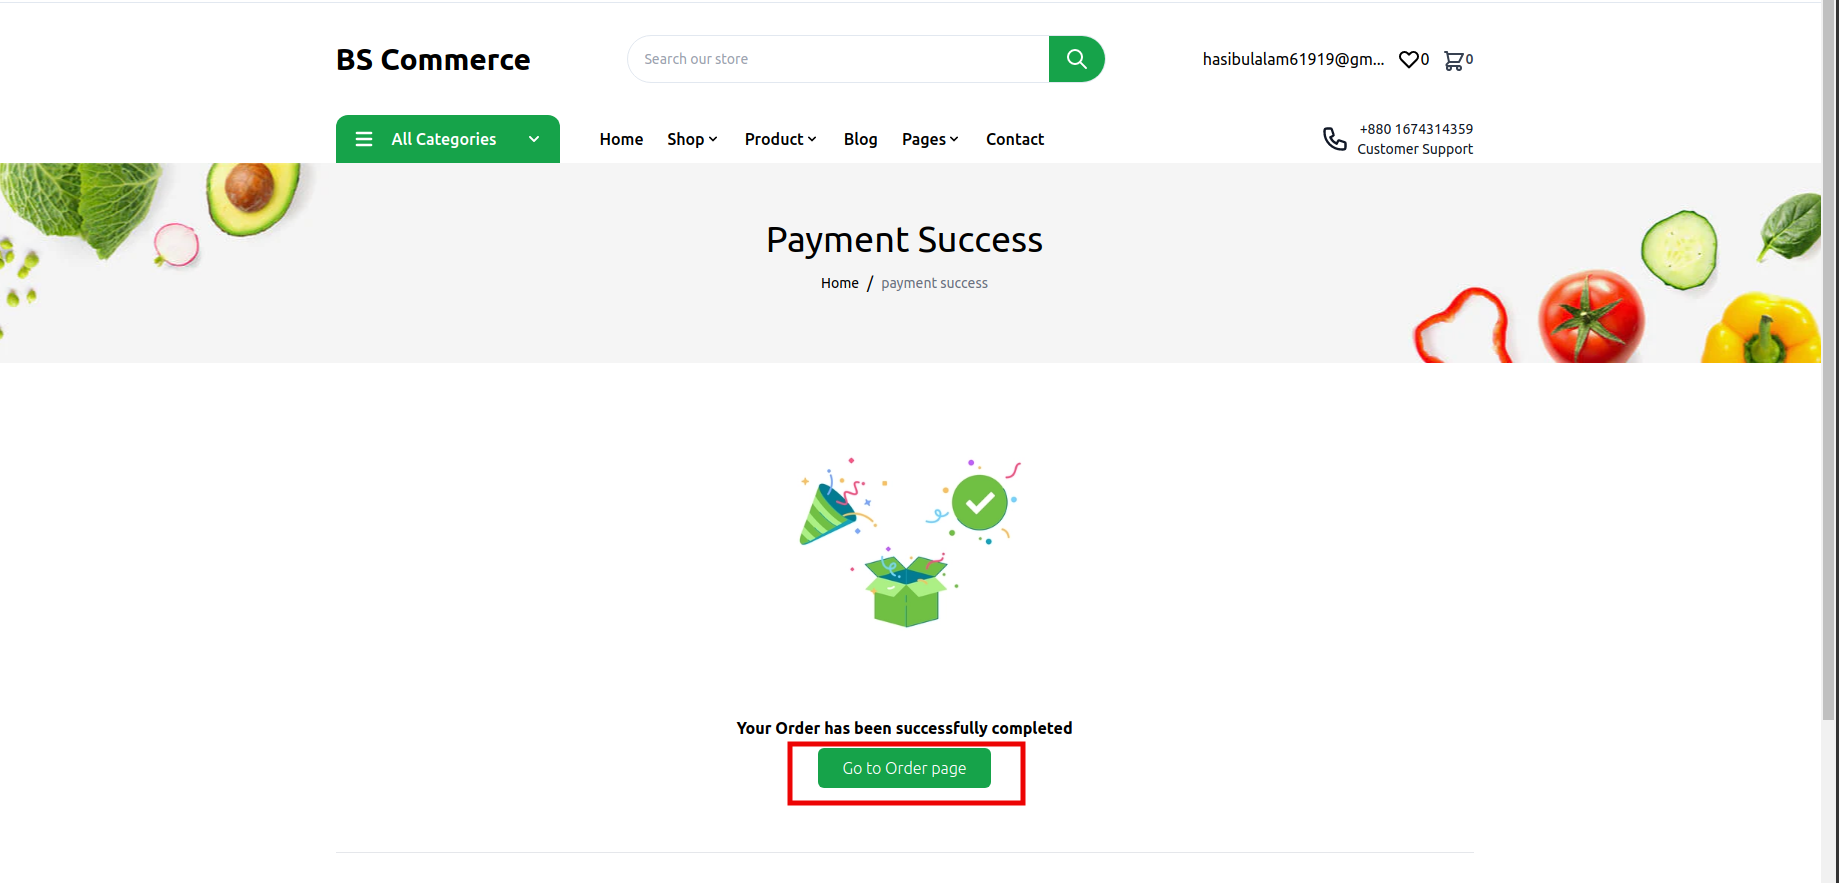 BS Commerce
Search our store
hasibulalam61919@gm...
0
0
All Categories
Home Shop Product Blog Pages Contact
+880 1674314359
Customer Support
Payment Success
Home / payment success
Your Order has been successfully completed
Go to Order page